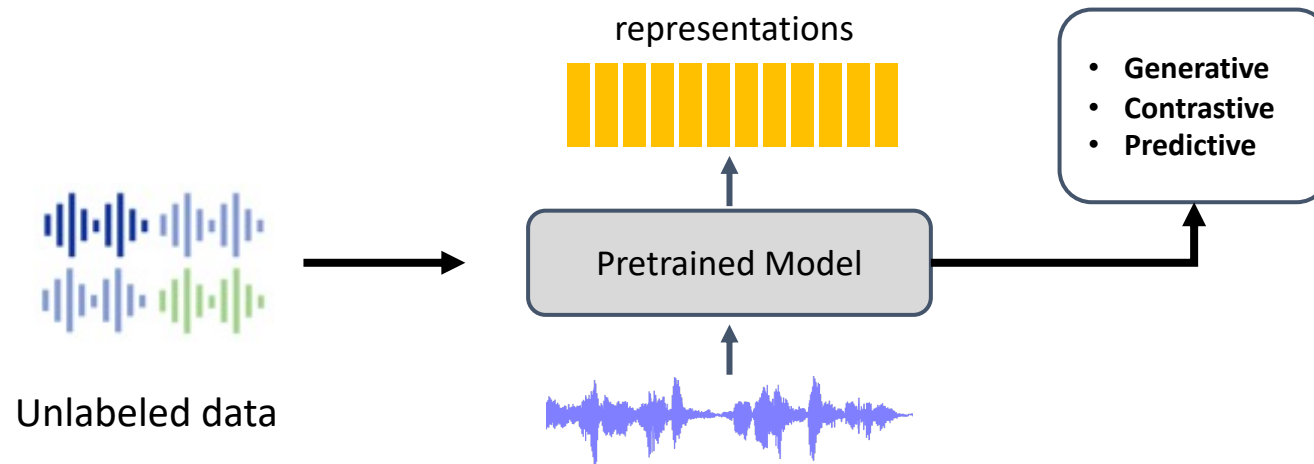 representations
• Generative
• Contrastive
• Predictive
Pretrained Model
Unlabeled data